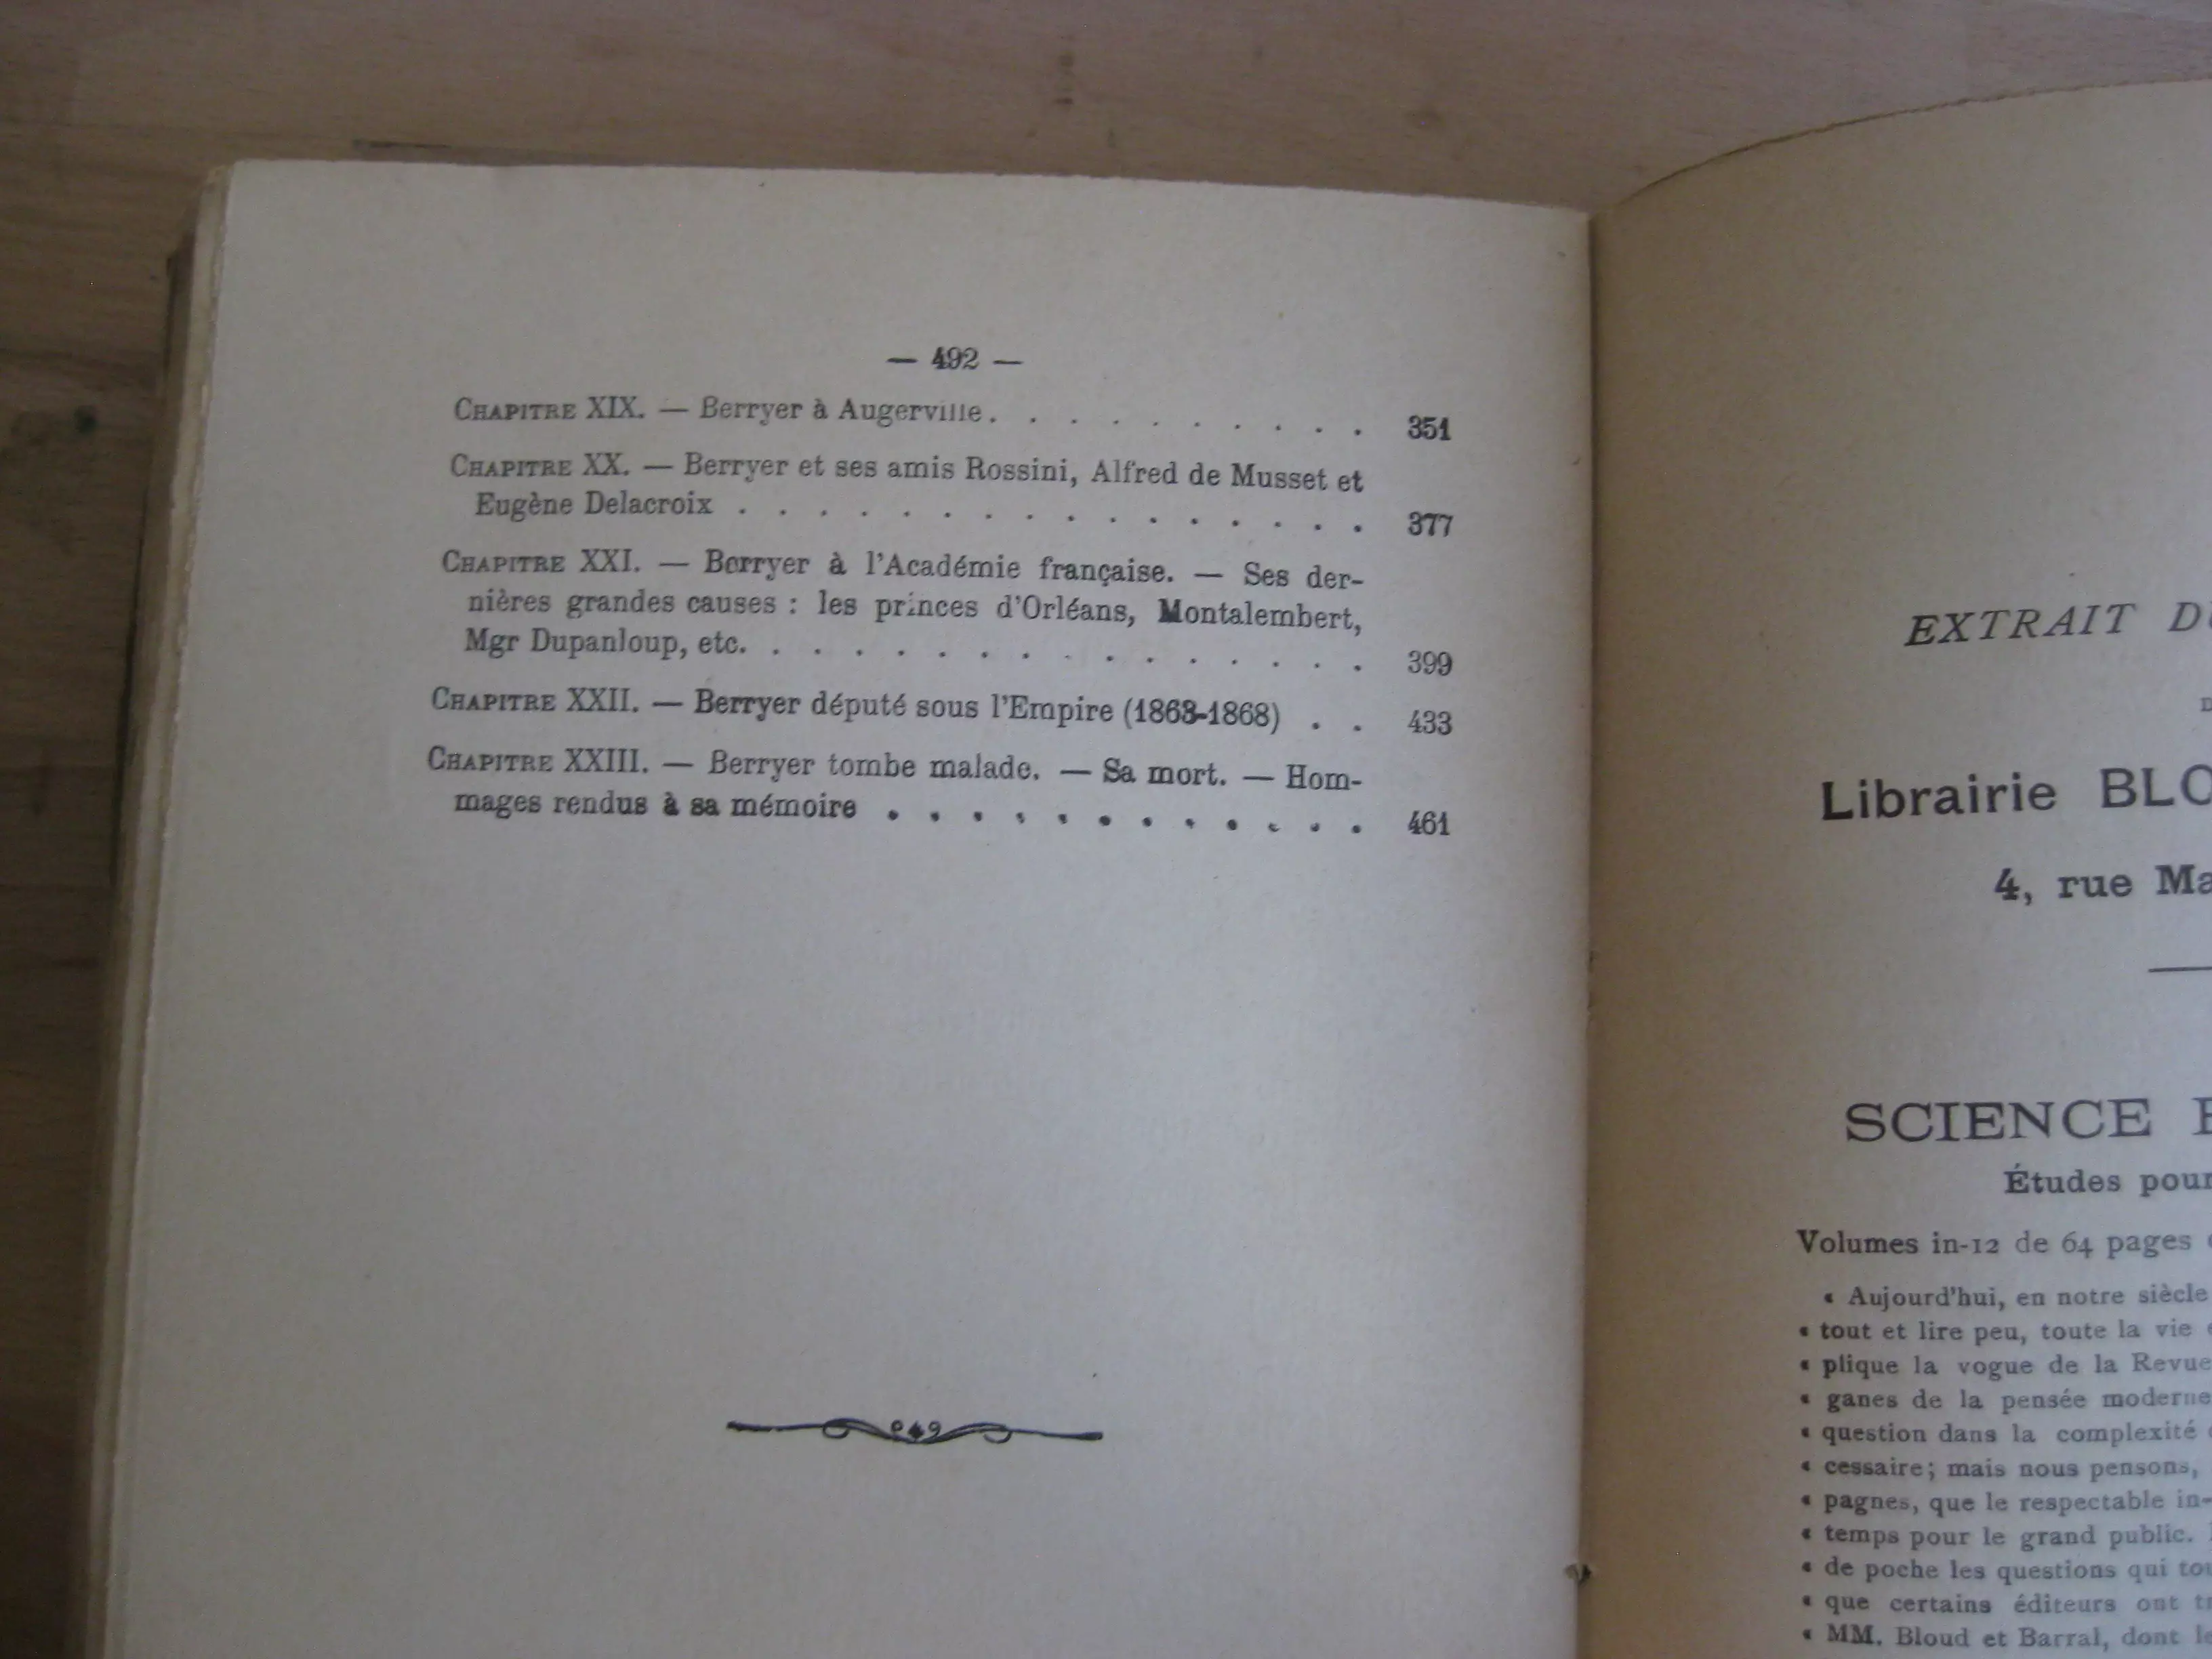 — 492 —
CHAPITRE XIX. — Berryer à Augerville. . . . . . . . . . 351
CHAPITRE XX. — Berryer et ses amis Rossini, Alfred de Musset et
Eugène Delacroix . . . . . . . . . . . . . . . . 377
CHAPITRE XXI. — Berryer à l'Académie française. — Ses der-
nières grandes causes : les princes d'Orléans, Montalembert,
Mgr Dupanloup, etc. . . . . . . . . . . . . . . . 399
CHAPITRE XXII. — Berryer député sous l'Empire (1863-1868) . . 433
CHAPITRE XXIII. — Berryer tombe malade. — Sa mort. — Hom-
mages rendus à sa mémoire . . . . . . . . . . . . 461
EXTRAIT
Librairie BLO
4, rue Ma
SCIENCE
Études pour
Volumes in-12 de 64 pages
« Aujourd'hui, en notre siècle
« tout et lire peu, toute la vie
« plique la vogue de la Revue
« ganes de la pensée moderne
« question dans la complexité
« cessaire; mais nous pensons,
« pagnes, que le respectable in-
« temps pour le grand public.
« de poche les questions qui tou
« que certains éditeurs ont
« MM. Bloud et Barral, dont